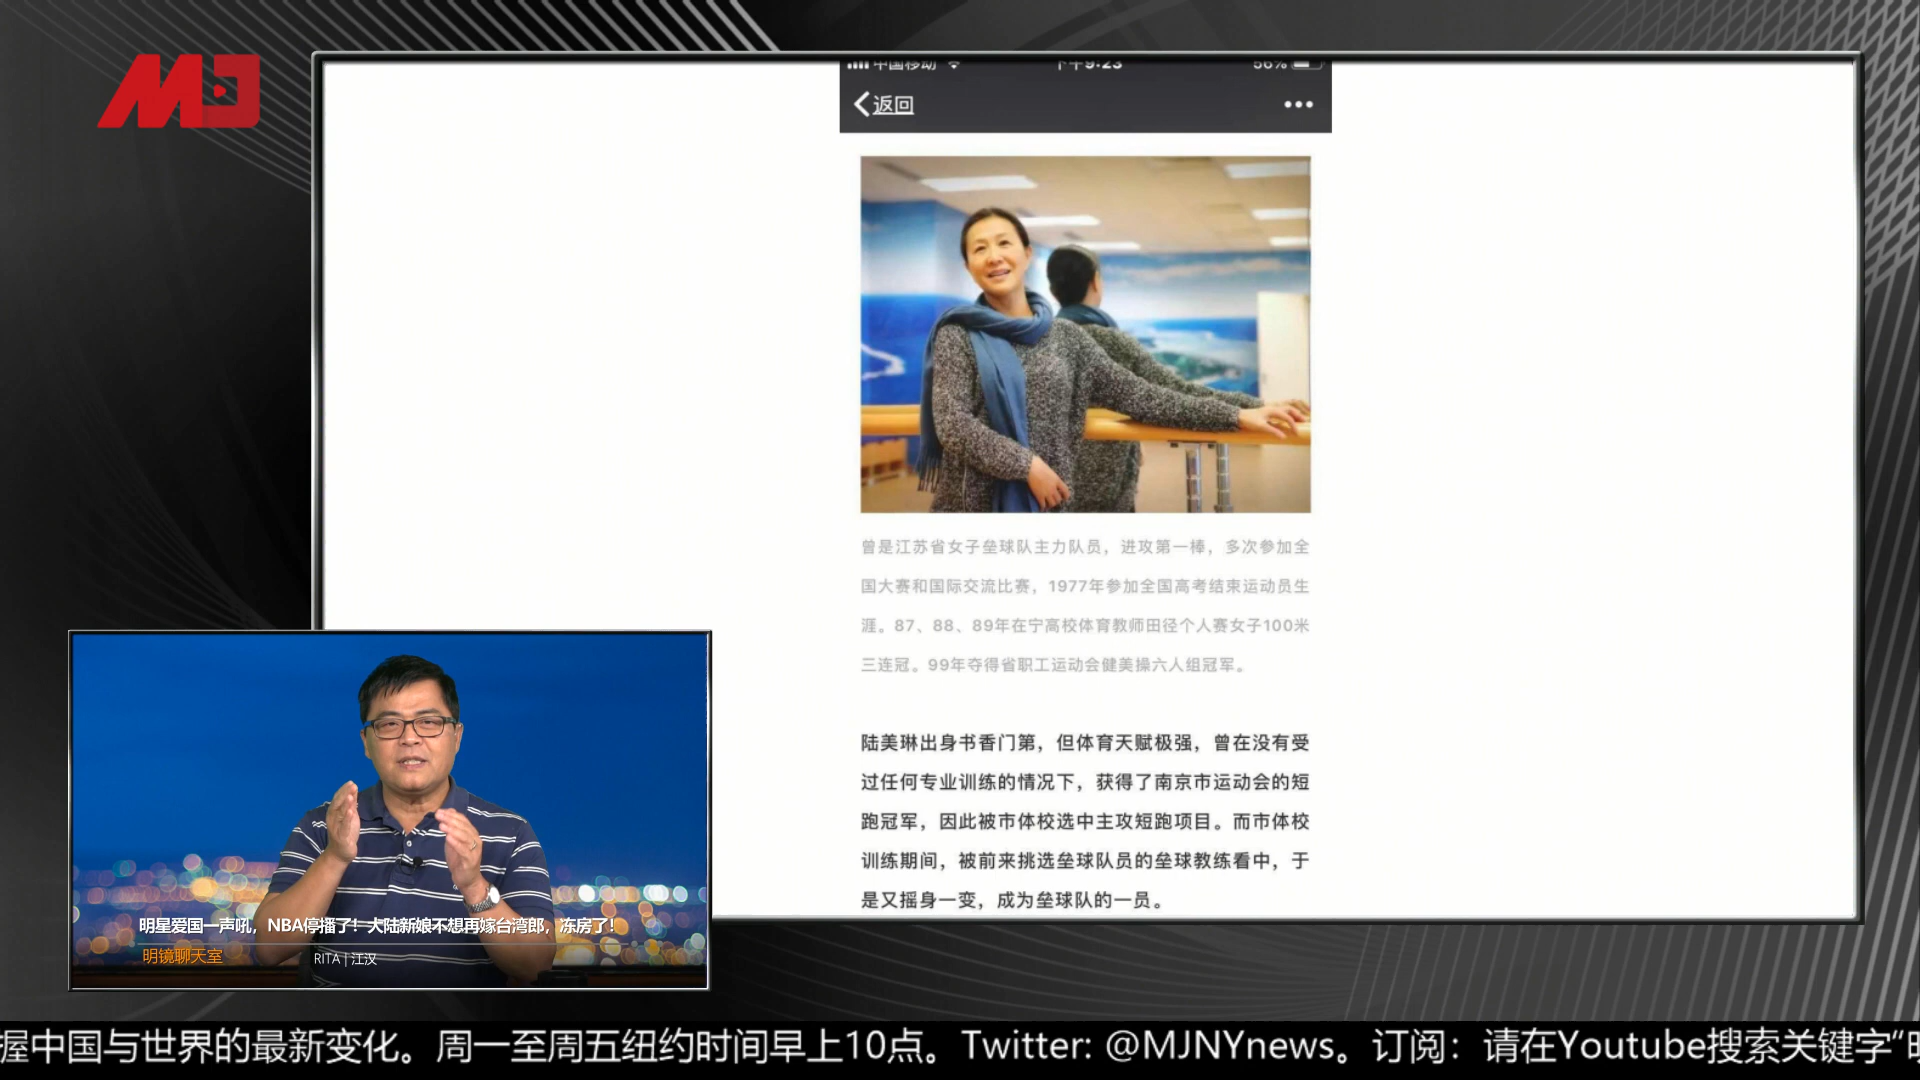 MJ
中国移动
下午9:23
56%
返回
曾是江苏省女子垒球队主力队员，进攻第一棒，多次参加全
国大赛和国际交流比赛，1977年参加全国高考结束运动员生
涯。87、88、89年在宁高校体育教师田径个人赛女子100米
三连冠。99年夺得省职工运动会健美操六人组冠军。
陆美琳出身书香门第，但体育天赋极强，曾在没有受
过任何专业训练的情况下，获得了南京市运动会的短
跑冠军，因此被市体校选中主攻短跑项目。而市体校
训练期间，被前来挑选垒球队员的垒球教练看中，于
是又摇身一变，成为垒球队的一员。
明星爱国一声吼，NBA停播了！大陆新娘不想再嫁台湾郎，冻房了！
明镜聊天室
RITA | 江汉
握中国与世界的最新变化。周一至周五纽约时间早上10点。Twitter: @MJNYnews。订阅：请在Youtube搜索关键字“明